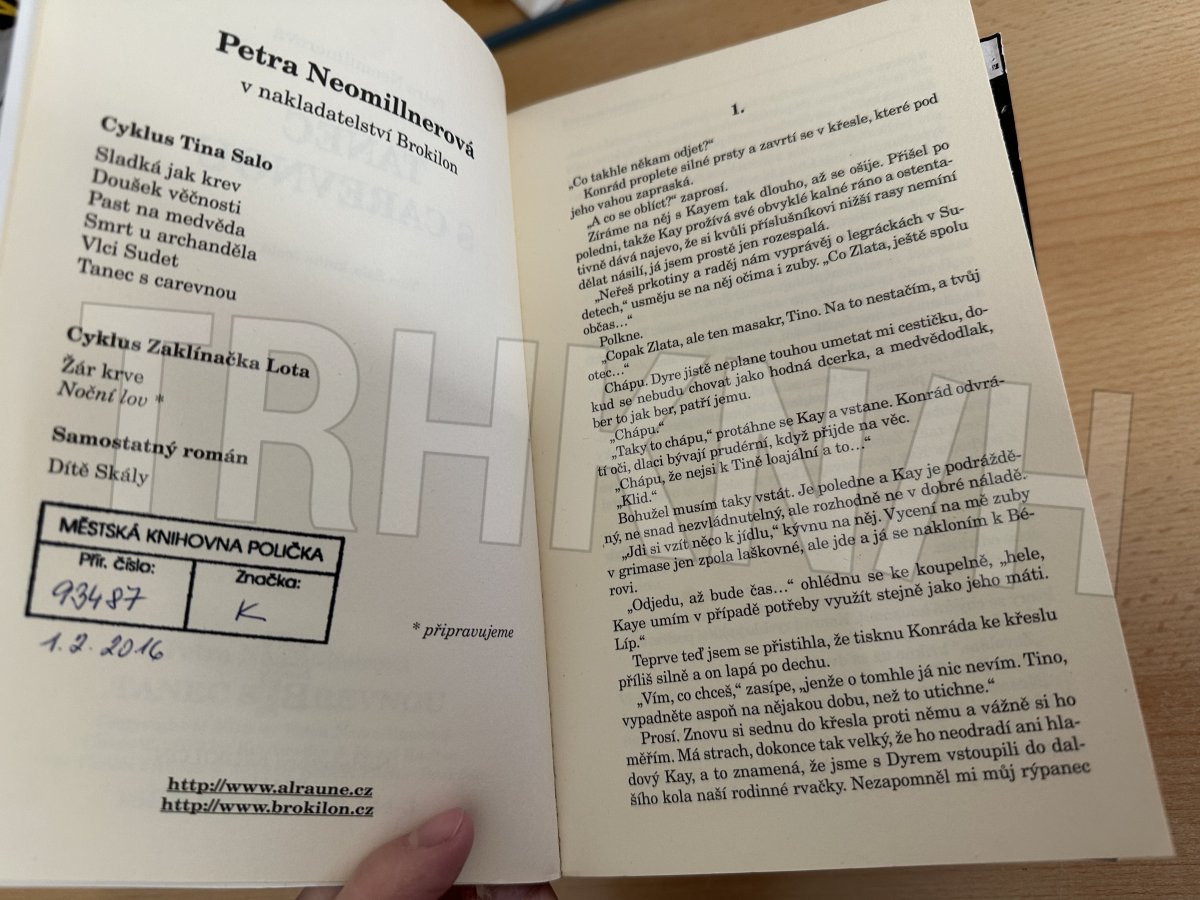 Petra Neomillnerová
v nakladatelství Brokilon
Cyklus Tina Salo
Sladká jak krev
Doušek věčnosti
Past na medvěda
Smrt u archanděla
Vlci Sudet
Tanec s carevnou
Cyklus Zaklínačka Lota
Žár krve
Noční lov *
Samostatný román
Dítě Skály
MĚSTSKÁ KNIHOVNA POLIČKA
Přír. číslo:
Značka:
93487
K
1.2.2016
* připravujeme
http://www.alraune.cz
http://www.brokilon.cz
1.
„Co takhle někam odjet?“
Konrád proplete silné prsty a zavrtí se v křesle, které pod
jeho vahou zapraská.
„A co se oblíct?“ zaprosí.
Zíráme na něj s Kayem tak dlouho, až se ošije. Přišel po
poledni, takže Kay prožívá své obvyklé kalné ráno a ostenta-
tivně dává najevo, že si kvůli příslušníkovi nižší rasy nemíní
dělat násilí, já jsem prostě jen rozespalá.
„Neřeš prkotiny a raděj nám vyprávěj o legráckách v Su-
detech,“ usměju se na něj očima i zuby. „Co Zlata, ještě spolu
občas…“
Polkne.
„Copak Zlata, ale ten masakr, Tino. Na to nestačím, a tvůj
otec…“
Chápu. Dyre jistě neplane touhou umetat mi cestičku, do-
kud se nebudu chovat jako hodná dcerka, a medvědodlak,
ber to jak ber, patří jemu.
„Chápu.“
„Taky to chápu,“ protáhne se Kay a vstane. Konrád odvrá-
tí oči, dlaci bývají prudérní, když přijde na věc.
„Chápu, že nejsi k Tině loajální a to…“
„Klid.“
Bohužel musím taky vstát. Je poledne a Kay je podráždě-
ný, ne snad nezvládnutelný, ale rozhodně ne v dobré náladě.
„Jdi si vzít něco k jídlu,“ kývnu na něj. Vycení na mě zuby
v grimase jen zpola laškovné, ale jde a já se nakloním k Bé-
rovi.
„Odjedu, až bude čas…“ ohlédnu se ke koupelně, „hele,
Kaye umím v případě potřeby využít stejně jako jeho máti.
Líp.“
Teprve teď jsem se přistihla, že tisknu Konráda ke křeslu
příliš silně a on lapá po dechu.
„Vím, co chceš,“ zasípe, „jenže o tomhle já nic nevím. Tino,
vypadněte aspoň na nějakou dobu, než to utichne.“
Prosí. Znovu si sednu do křesla proti němu a vážně si ho
měřím. Má strach, dokonce tak velký, že ho neodradí ani hla-
dový Kay, a to znamená, že jsme s Dyrem vstoupili do dal-
šího kola naší rodinné rvačky. Nezapomněl mi můj rýpanec
TRHKNIH